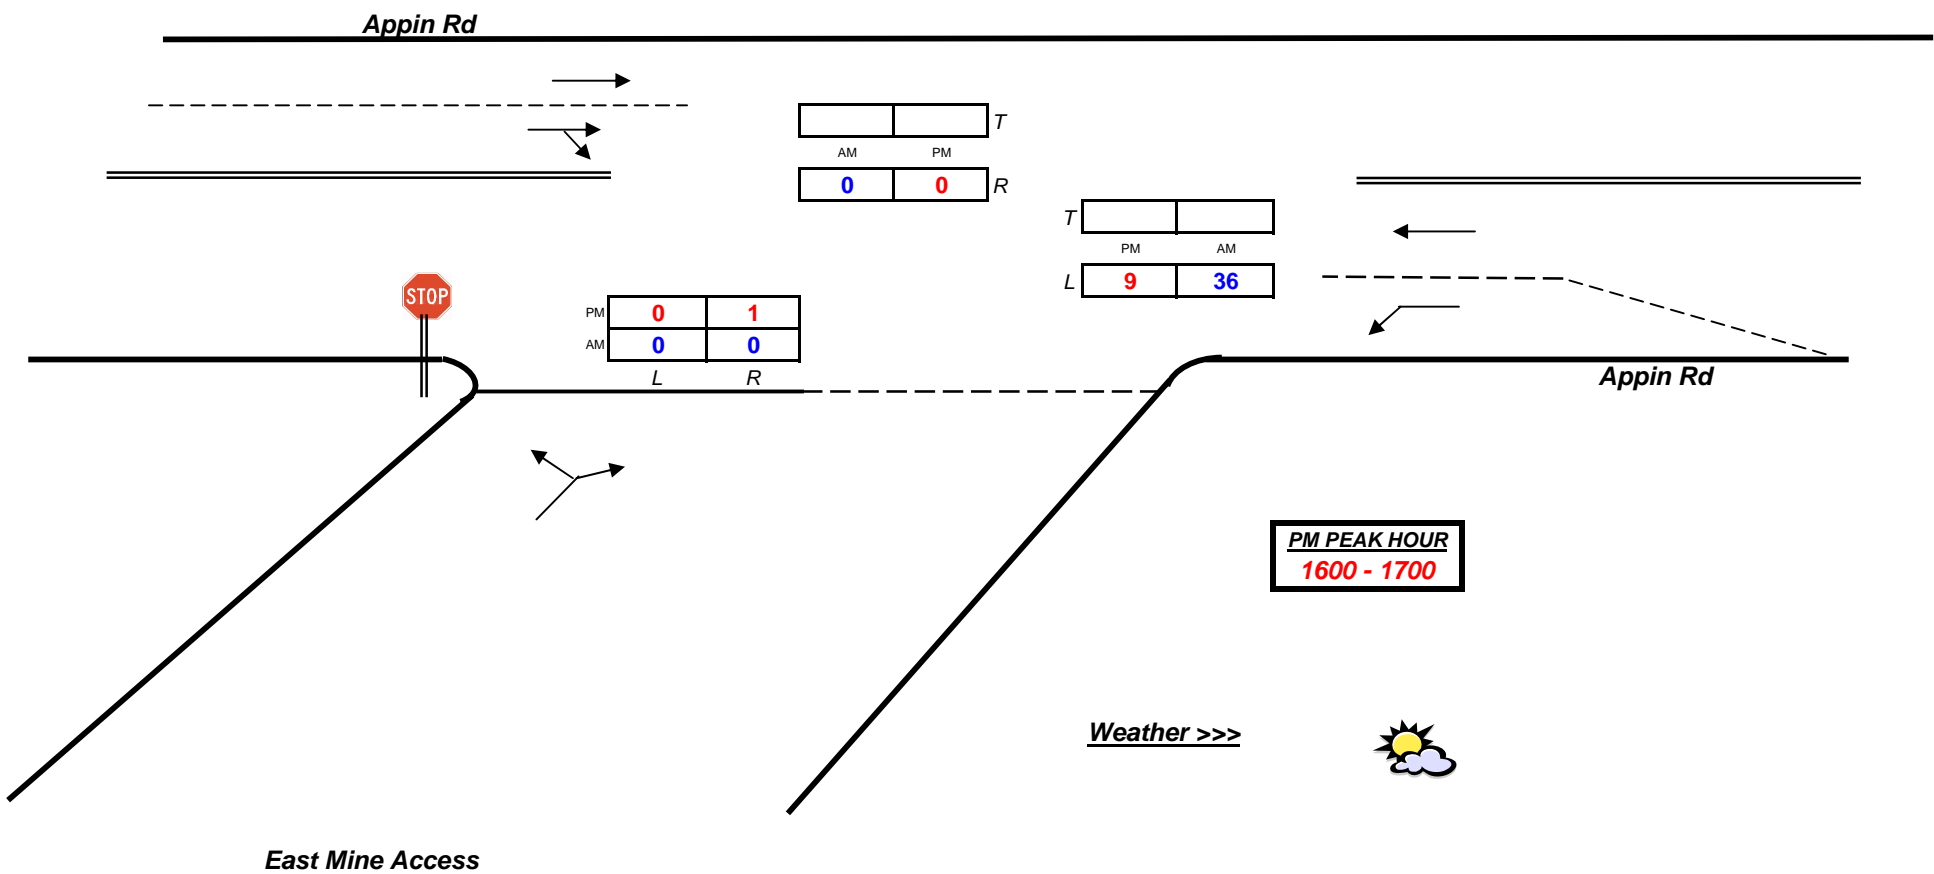 Appin Rd
T
AM PM
0 0 R
T
PM AM
L 9 36
STOP
PM 0 1
AM 0 0
L R
Appin Rd
PM PEAK HOUR
1600 - 1700
Weather >>>
East Mine Access